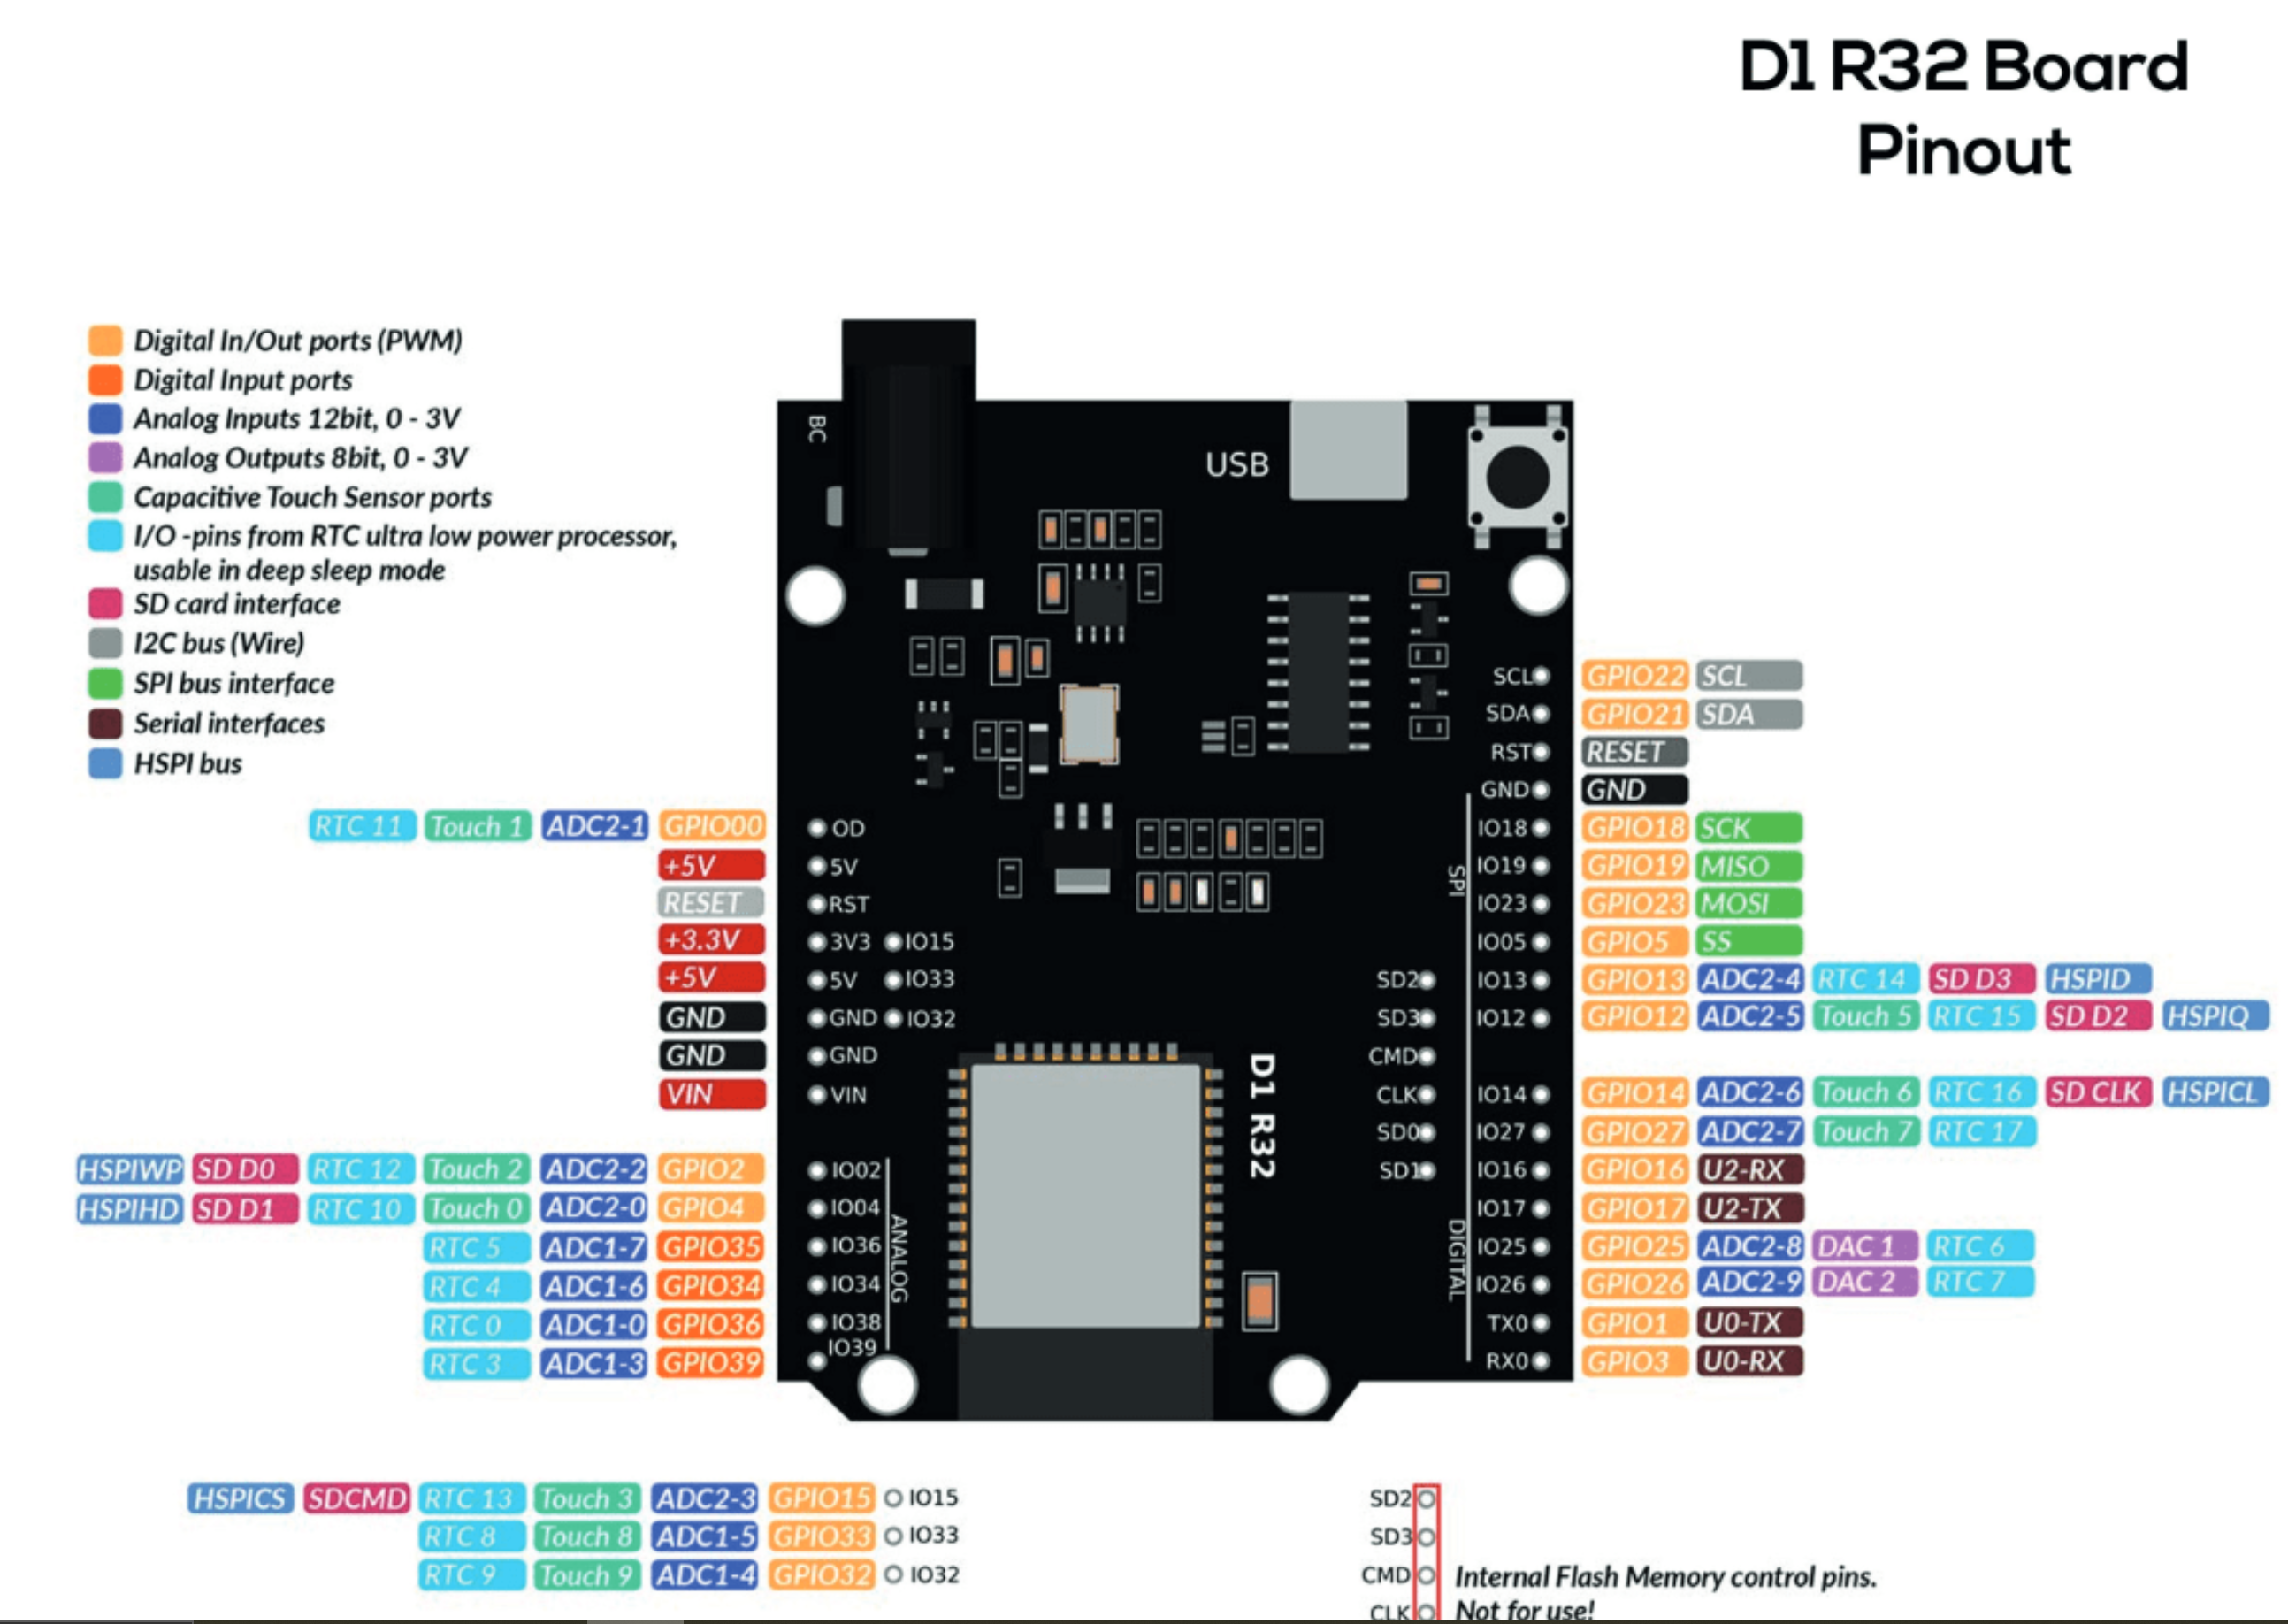 D1 R32 Board
Pinout
Digital In/Out ports (PWM)
Digital Input ports
Analog Inputs 12bit, 0 - 3V
Analog Outputs 8bit, 0 - 3V
Capacitive Touch Sensor ports
I/O -pins from RTC ultra low power processor,
usable in deep sleep mode
SD card interface
I2C bus (Wire)
SPI bus interface
Serial interfaces
HSPI bus
BC
USB
RTC 11 Touch 1 ADC2-1 GPIO00 OD
+5V 5V
RESET RST
+3.3V 3V3 IO15
+5V 5V IO33
GND GND IO32
GND GND
VIN VIN
HSPIWP SD D0 RTC 12 Touch 2 ADC2-2 GPIO2 IO02
HSPIHD SD D1 RTC 10 Touch 0 ADC2-0 GPIO4 IO04
RTC 5 ADC1-7 GPIO35 IO36
RTC 4 ADC1-6 GPIO34 IO34
RTC 0 ADC1-0 GPIO36 IO38
RTC 3 ADC1-3 GPIO39 IO39
ANALOG
D1 R32
SCL GPIO22 SCL
SDA GPIO21 SDA
RST RESET
GND GND
IO18 GPIO18 SCK
IO19 GPIO19 MISO
IO23 GPIO23 MOSI
IO05 GPIO5 SS
SD2 IO13 GPIO13 ADC2-4 RTC 14 SD D3 HSPID
SD3 IO12 GPIO12 ADC2-5 Touch 5 RTC 15 SD D2 HSPIQ
CMD
CLK IO14 GPIO14 ADC2-6 Touch 6 RTC 16 SD CLK HSPICL
SD0 IO27 GPIO27 ADC2-7 Touch 7 RTC 17
SD1 IO16 GPIO16 U2-RX
IO17 GPIO17 U2-TX
IO25 GPIO25 ADC2-8 DAC 1 RTC 6
IO26 GPIO26 ADC2-9 DAC 2 RTC 7
TX0 GPIO1 U0-TX
RX0 GPIO3 U0-RX
SPI
DIGITAL
HSPICS SDCMD RTC 13 Touch 3 ADC2-3 GPIO15 IO15
RTC 8 Touch 8 ADC1-5 GPIO33 IO33
RTC 9 Touch 9 ADC1-4 GPIO32 IO32
SD2
SD3
CMD Internal Flash Memory control pins.
CLK Not for use!